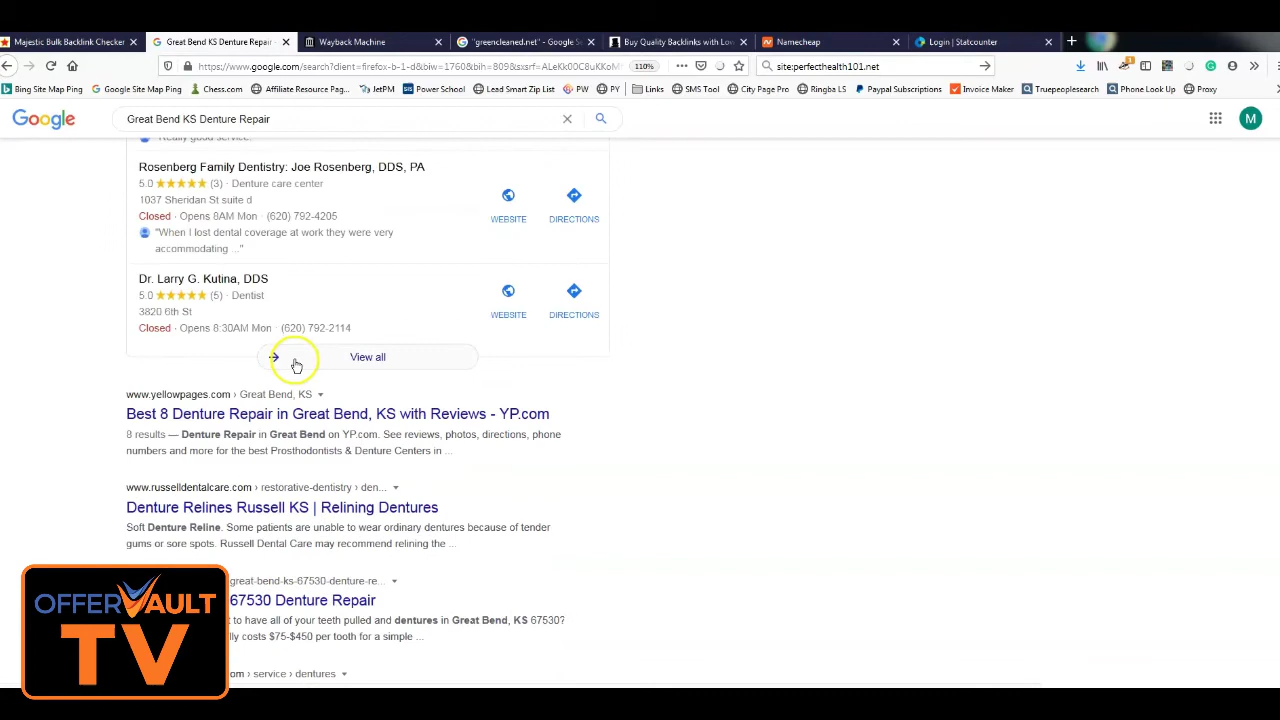 Majestic Bulk Backlink Checker
Great Bend KS Denture Repair -
Wayback Machine
"greencleaned.net" - Google Se
Buy Quality Backlinks with Low
Namecheap
Login | Statcounter
https://www.google.com/search?client=firefox-b-1-d&biw=1760&bih=809&sxsrf=ALeKk00C8uKKoM
110%
site:perfecthealth101.net
Bing Site Map Ping
Google Site Map Ping
Chess.com
Affiliate Resource Pag...
JetPM
Power School
Lead Smart Zip List
PW
PY
Links
SMS Tool
City Page Pro
Ringba LS
Paypal Subscriptions
Invoice Maker
Truepeoplesearch
Phone Look Up
Proxy
Google
Great Bend KS Denture Repair
M
"Really good service."
Rosenberg Family Dentistry: Joe Rosenberg, DDS, PA
5.0 (3) · Denture care center
1037 Sheridan St suite d
Closed · Opens 8AM Mon · (620) 792-4205
"When I lost dental coverage at work they were very
accommodating ..."
WEBSITE
DIRECTIONS
Dr. Larry G. Kutina, DDS
5.0 (5) · Dentist
3820 6th St
Closed · Opens 8:30AM Mon · (620) 792-2114
WEBSITE
DIRECTIONS
View all
www.yellowpages.com › Great Bend, KS
Best 8 Denture Repair in Great Bend, KS with Reviews - YP.com
8 results — Denture Repair in Great Bend on YP.com. See reviews, photos, directions, phone
numbers and more for the best Prosthodontists & Denture Centers in ...
www.russelldentalcare.com › restorative-dentistry › den...
Denture Relines Russell KS | Relining Dentures
Soft Denture Reline. Some patients are unable to wear ordinary dentures because of tender
gums or sore spots. Russell Dental Care may recommend relining the ...
great-bend-ks-67530-denture-re...
67530 Denture Repair
to have all of your teeth pulled and dentures in Great Bend, KS 67530?
lly costs $75-$450 per tooth for a simple ...
om › service › dentures
OFFERVAULT
TV